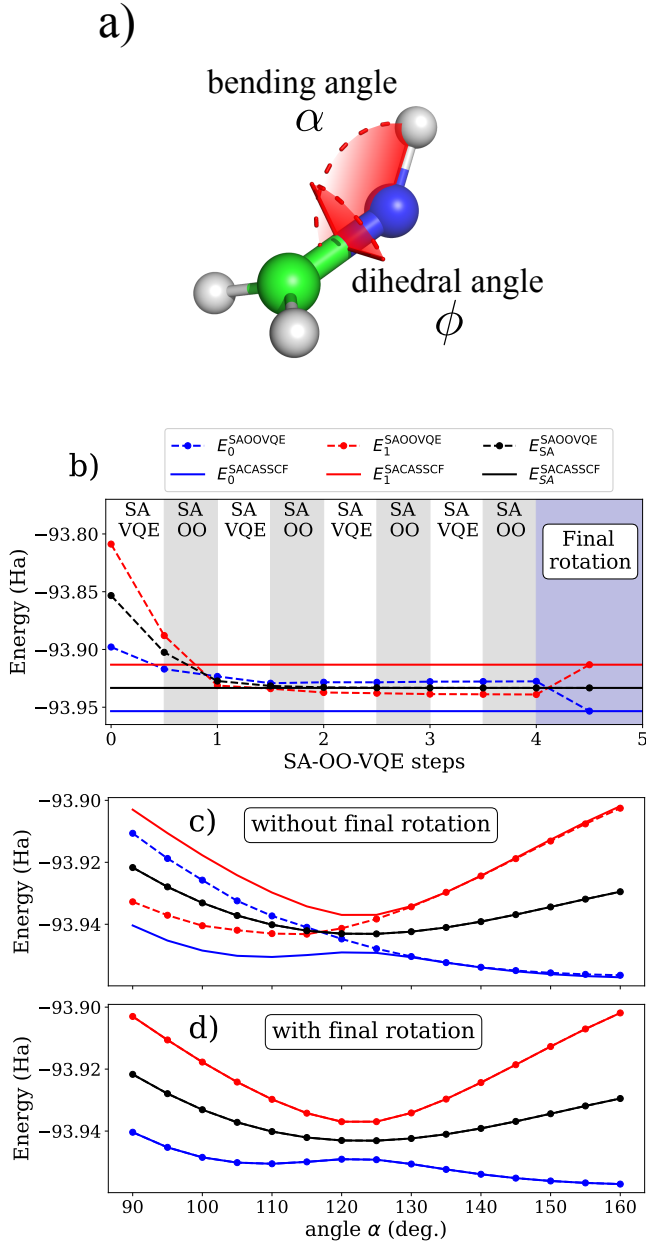 a)
bending angle
α
dihedral angle
ϕ
E₀^SAOOVQE E₁^SAOOVQE E_SA^SAOOVQE
E₀^SACASSCF E₁^SACASSCF E_SA^SACASSCF
b)
SA SA SA SA SA SA SA SA
VQE OO VQE OO VQE OO VQE OO
Final
rotation
Energy (Ha)
−93.80
−93.85
−93.90
−93.95
0 1 2 3 4 5
SA-OO-VQE steps
c)
without final rotation
Energy (Ha)
−93.90
−93.92
−93.94
d)
with final rotation
Energy (Ha)
−93.90
−93.92
−93.94
90 100 110 120 130 140 150 160
angle α (deg.)